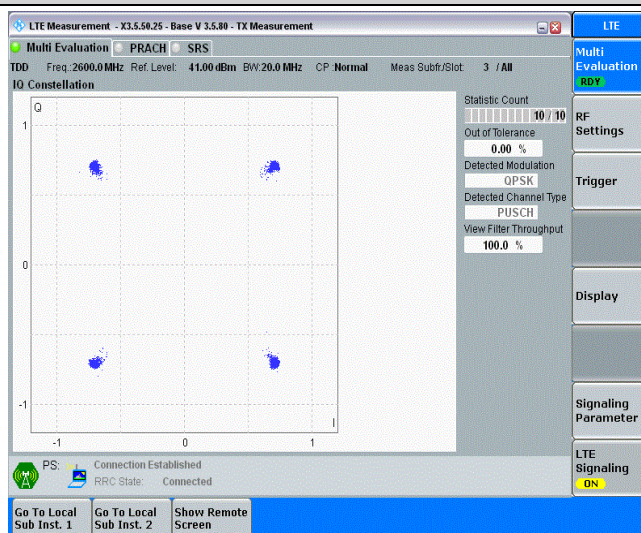 LTE Measurement - X3.5.50.25 - Base V 3.5.80 - TX Measurement
LTE
Multi Evaluation PRACH SRS
TDD Freq.:2600.0 MHz Ref. Level: 41.00 dBm BW:20.0 MHz CP :Normal Meas Subfr./Slot: 3 / All
IQ Constellation
Q
1
0
-1
-1 0 1
I
Statistic Count
10 / 10
Out of Tolerance
0.00 %
Detected Modulation
QPSK
Detected Channel Type
PUSCH
View Filter Throughput
100.0 %
Multi
Evaluation
RDY
RF
Settings
Trigger
Display
Signaling
Parameter
LTE
Signaling
ON
PS: Connection Established
RRC State: Connected
Go To Local
Sub Inst. 1
Go To Local
Sub Inst. 2
Show Remote
Screen